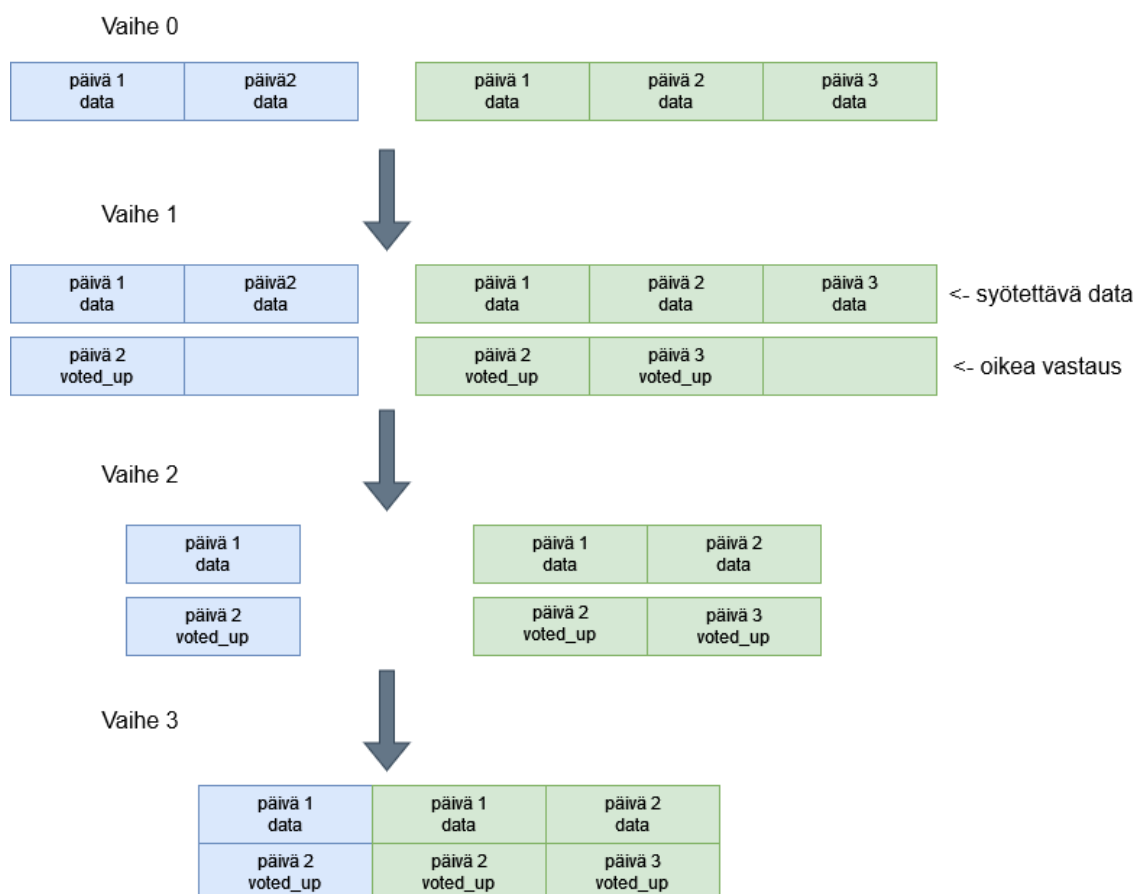 Vaihe 0
päivä 1
data
päivä2
data
päivä 1
data
päivä 2
data
päivä 3
data
Vaihe 1
päivä 1
data
päivä2
data
päivä 1
data
päivä 2
data
päivä 3
data
<- syötettävä data
päivä 2
voted_up
päivä 2
voted_up
päivä 3
voted_up
<- oikea vastaus
Vaihe 2
päivä 1
data
päivä 1
data
päivä 2
data
päivä 2
voted_up
päivä 2
voted_up
päivä 3
voted_up
Vaihe 3
päivä 1
data
päivä 1
data
päivä 2
data
päivä 2
voted_up
päivä 2
voted_up
päivä 3
voted_up